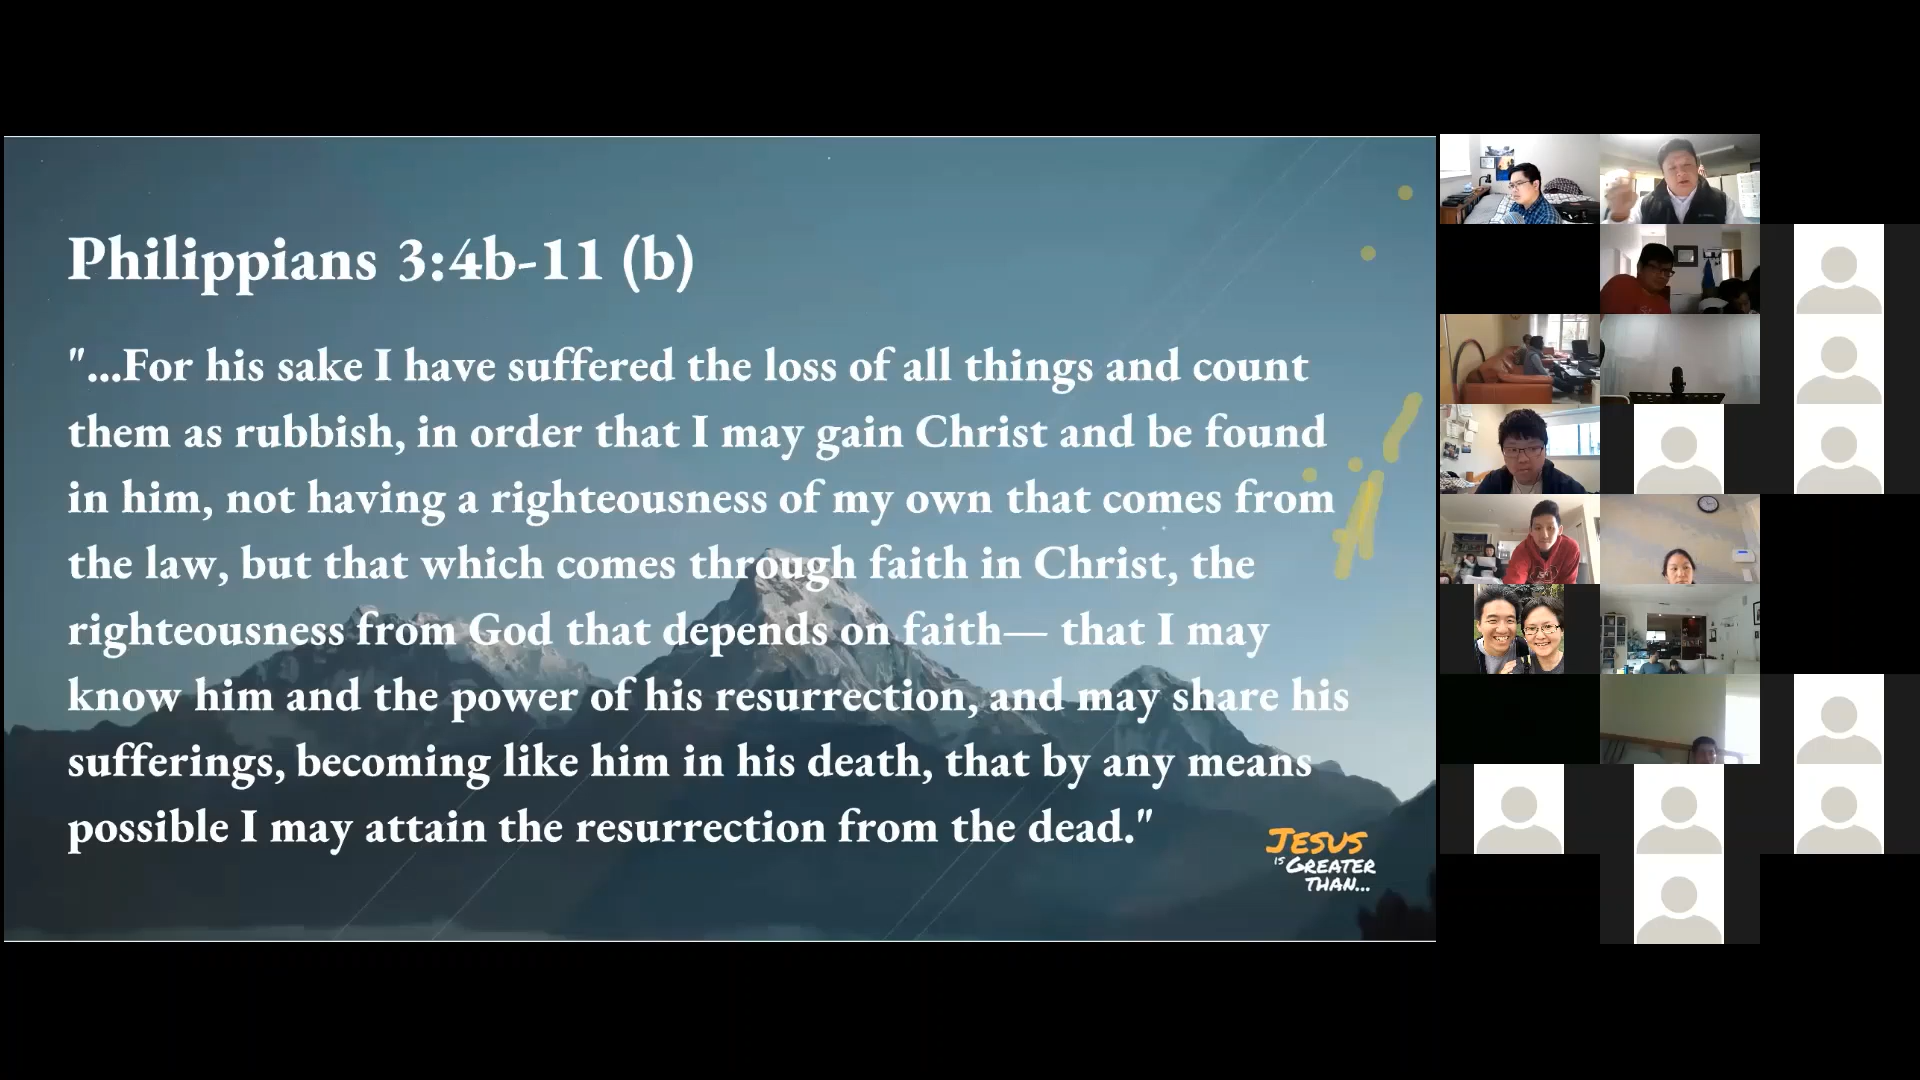 Philippians 3:4b-11 (b)
"...For his sake I have suffered the loss of all things and count
them as rubbish, in order that I may gain Christ and be found
in him, not having a righteousness of my own that comes from
the law, but that which comes through faith in Christ, the
righteousness from God that depends on faith— that I may
know him and the power of his resurrection, and may share his
sufferings, becoming like him in his death, that by any means
possible I may attain the resurrection from the dead."
JESUS
IS GREATER
THAN...